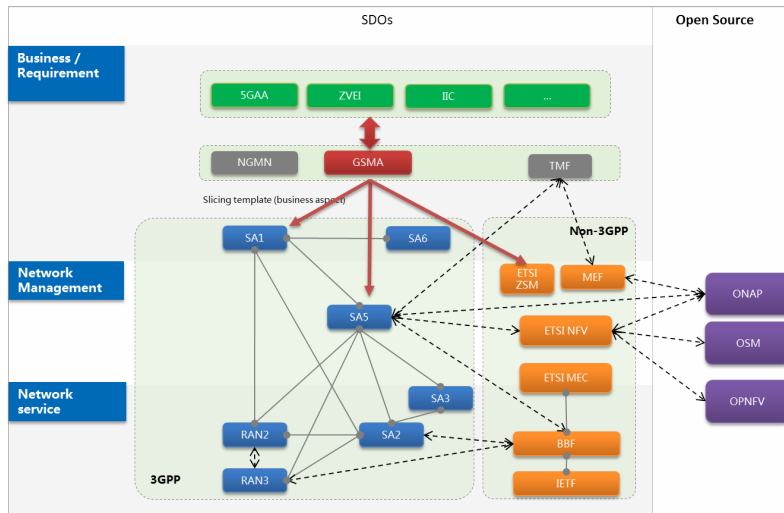 SDOs
Open Source
Business /
Requirement
5GAA
ZVEI
IIC
...
NGMN
GSMA
TMF
Slicing template (business aspect)
SA1
SA6
Non-3GPP
Network
Management
ETSI
ZSM
MEF
ONAP
SA5
ETSI NFV
OSM
ETSI MEC
Network
service
SA3
OPNFV
RAN2
SA2
BBF
3GPP
RAN3
IETF